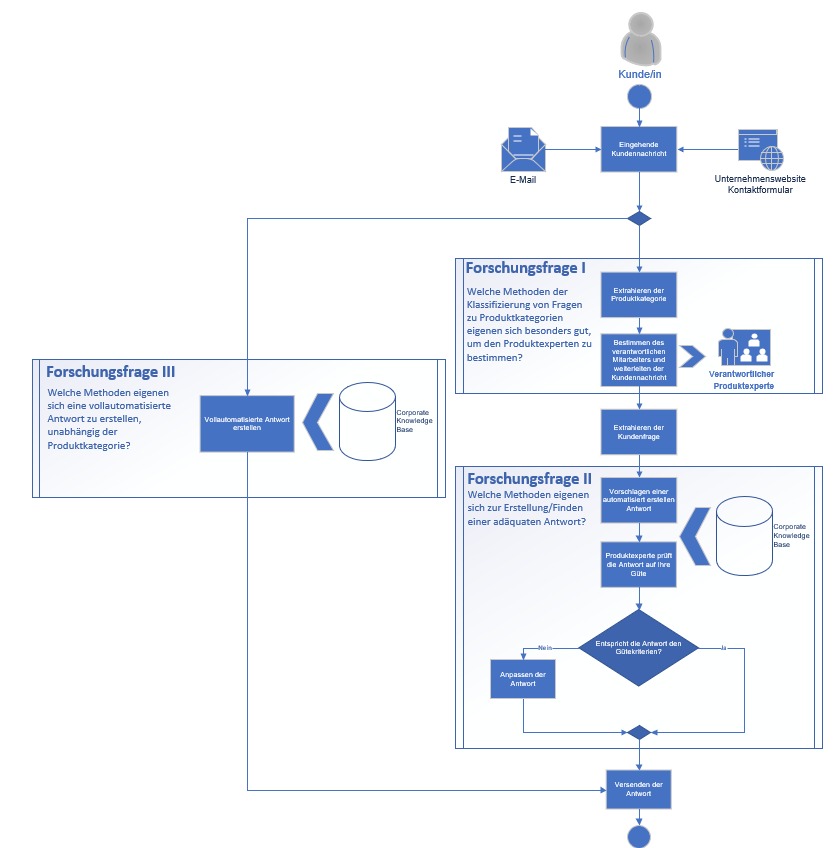 Kunde/in
Eingehende
Kundennachricht
E-Mail
Unternehmenswebsite
Kontaktformular
Forschungsfrage I
Welche Methoden der
Klassifizierung von Fragen
zu Produktkategorien
eigenen sich besonders gut,
um den Produktexperten zu
bestimmen?
Extrahieren der
Produktkategorie
Bestimmen des
verantwortlichen
Mitarbeiters und
weiterleiten der
Kundennachricht
Verantwortlicher
Produktexperte
Forschungsfrage III
Welche Methoden eigenen
sich eine vollautomatisierte
Antwort zu erstellen,
unabhängig der
Produktkategorie?
Vollautomatisierte Antwort
erstellen
Corporate
Knowledge
Base
Extrahieren der
Kundenfrage
Forschungsfrage II
Welche Methoden eigenen
sich zur Erstellung/Finden
einer adäquaten Antwort?
Vorschlagen einer
automatisiert erstellen
Antwort
Produktexperte prüft
die Antwort auf ihre
Güte
Corporate
Knowledge
Base
Entspricht die Antwort den
Gütekriterien?
Nein
Ja
Anpassen der
Antwort
Versenden der
Antwort